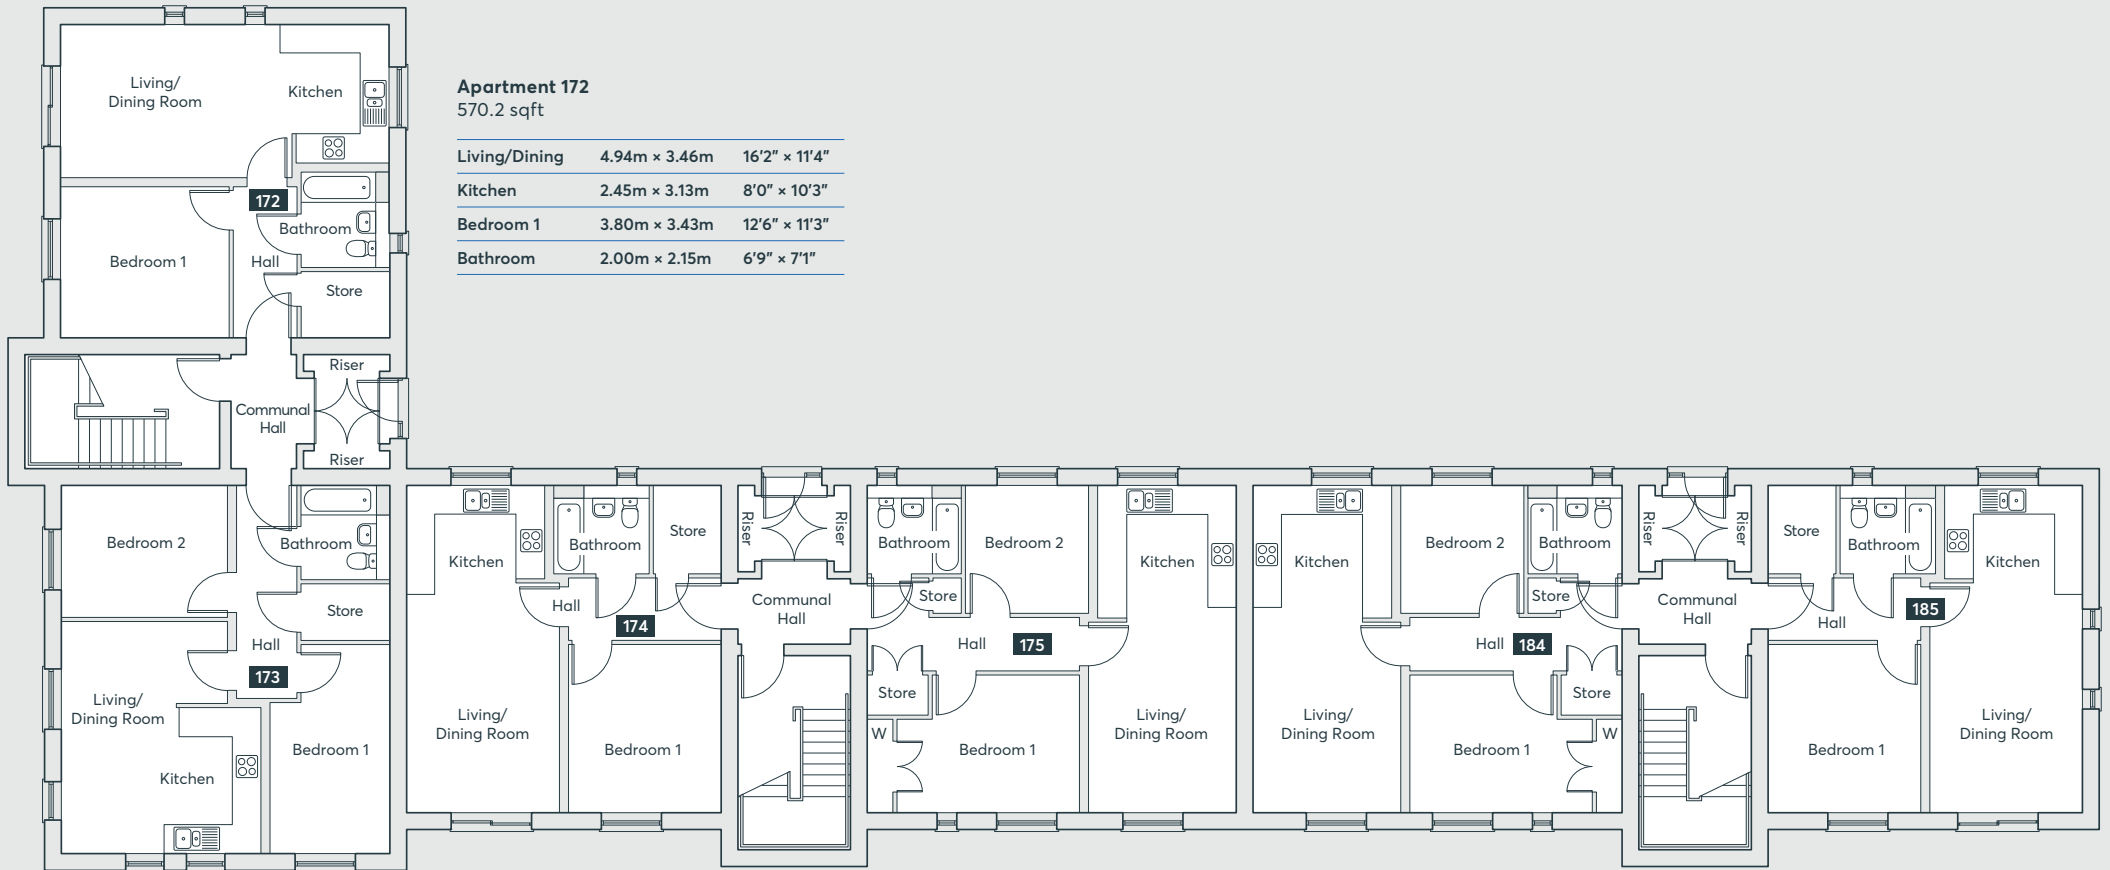 Apartment 172
570.2 sqft
Living/Dining 4.94m × 3.46m 16'2" × 11'4"
Kitchen 2.45m × 3.13m 8'0" × 10'3"
Bedroom 1 3.80m × 3.43m 12'6" × 11'3"
Bathroom 2.00m × 2.15m 6'9" × 7'1"
Living/
Dining Room
Kitchen
172
Bathroom
Bedroom 1
Hall
Store
Riser
Communal
Hall
Riser
Bedroom 2
Bathroom
Store
Hall
173
Living/
Dining Room
Bedroom 1
Kitchen
Kitchen
Bathroom
Store
Hall
174
Living/
Dining Room
Bedroom 1
Riser
Riser
Communal
Hall
Bathroom
Bedroom 2
Kitchen
Store
Hall
175
Store
W
Bedroom 1
Living/
Dining Room
Kitchen
Bedroom 2
Bathroom
Store
Hall
184
Store
W
Living/
Dining Room
Bedroom 1
Riser
Riser
Communal
Hall
Store
Bathroom
Kitchen
185
Hall
Bedroom 1
Living/
Dining Room